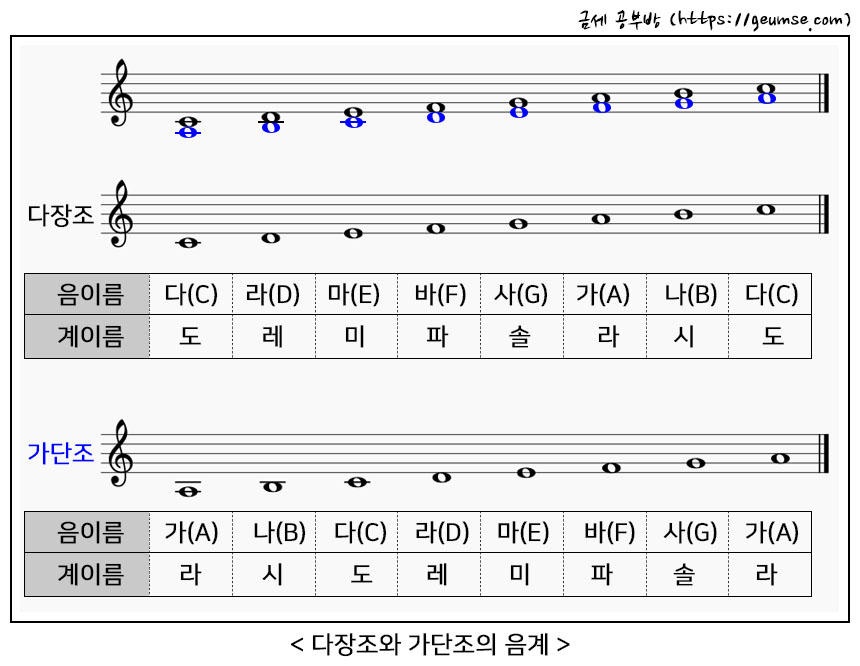 금세 공부방 (https://geumse.com)
다장조
음이름 다(C) 라(D) 마(E) 바(F) 사(G) 가(A) 나(B) 다(C)
계이름 도 레 미 파 솔 라 시 도
가단조
음이름 가(A) 나(B) 다(C) 라(D) 마(E) 바(F) 사(G) 가(A)
계이름 라 시 도 레 미 파 솔 라
< 다장조와 가단조의 음계 >